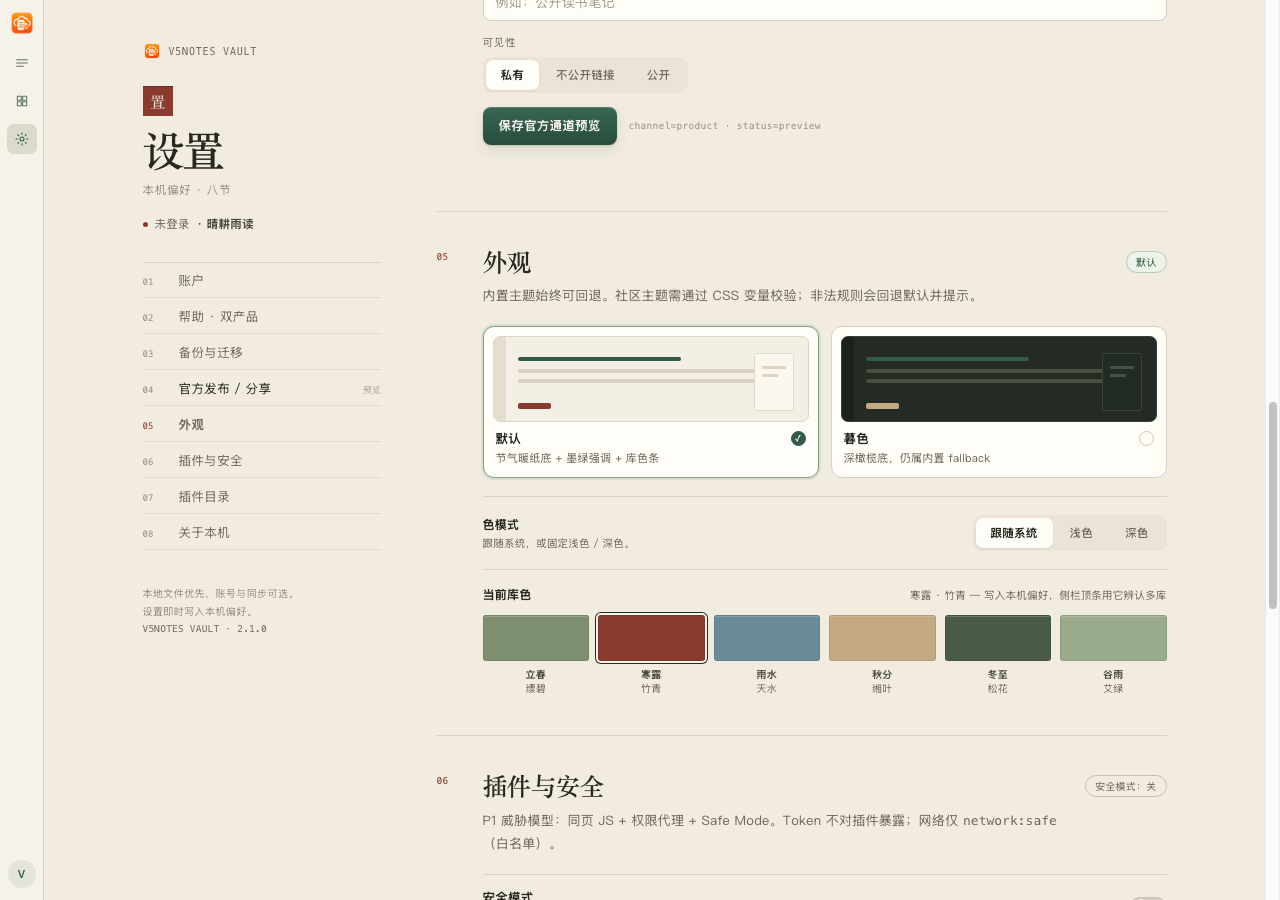 V5NOTES VAULT
置
设置
本机偏好 · 八节
未登录 · 晴耕雨读
01 账户
02 帮助 · 双产品
03 备份与迁移
04 官方发布 / 分享 预览
05 外观
06 插件与安全
07 插件目录
08 关于本机
本地文件优先，账号与同步可选。
设置即时写入本机偏好。
V5NOTES VAULT · 2.1.0
V
例如：公开读书笔记
可见性
私有 不公开链接 公开
保存官方通道预览 channel=product · status=preview
05 外观 默认
内置主题始终可回退。社区主题需通过 CSS 变量校验；非法规则会回退默认并提示。
默认
节气暖纸底 + 墨绿强调 + 库色条
暮色
深橄榄底，仍属内置 fallback
色模式
跟随系统，或固定浅色 / 深色。
跟随系统 浅色 深色
当前库色 寒露 · 竹青 — 写入本机偏好，侧栏顶条用它辨认多库
立春 寒露 雨水 秋分 冬至 谷雨
缥碧 竹青 天水 缃叶 松花 艾绿
06 插件与安全 安全模式：关
P1 威胁模型：同页 JS + 权限代理 + Safe Mode。Token 不对插件暴露；网络仅 network:safe
（白名单）。
安全模式